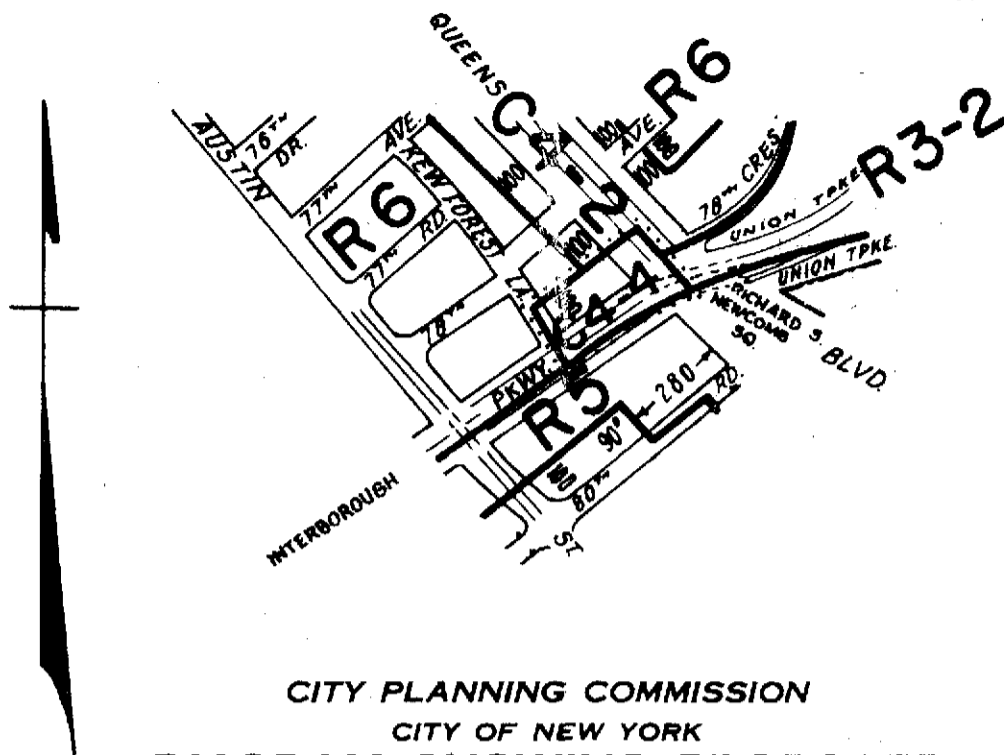 QUEENS
C
2
R6
R3-2
AUSTIN
76TH
DR.
77TH
AVE.
KEW FOREST
LA.
R6
77TH
RD.
78TH
100
100
AVE.
100
100
78TH CRES
UNION TPKE.
UNION TPKE.
C4-4
RICHARD S.
NEWCOMB
SQ.
BLVD.
PKWY.
R5
280
RD.
90°
80TH
ST.
INTERBOROUGH
CITY PLANNING COMMISSION
CITY OF NEW YORK